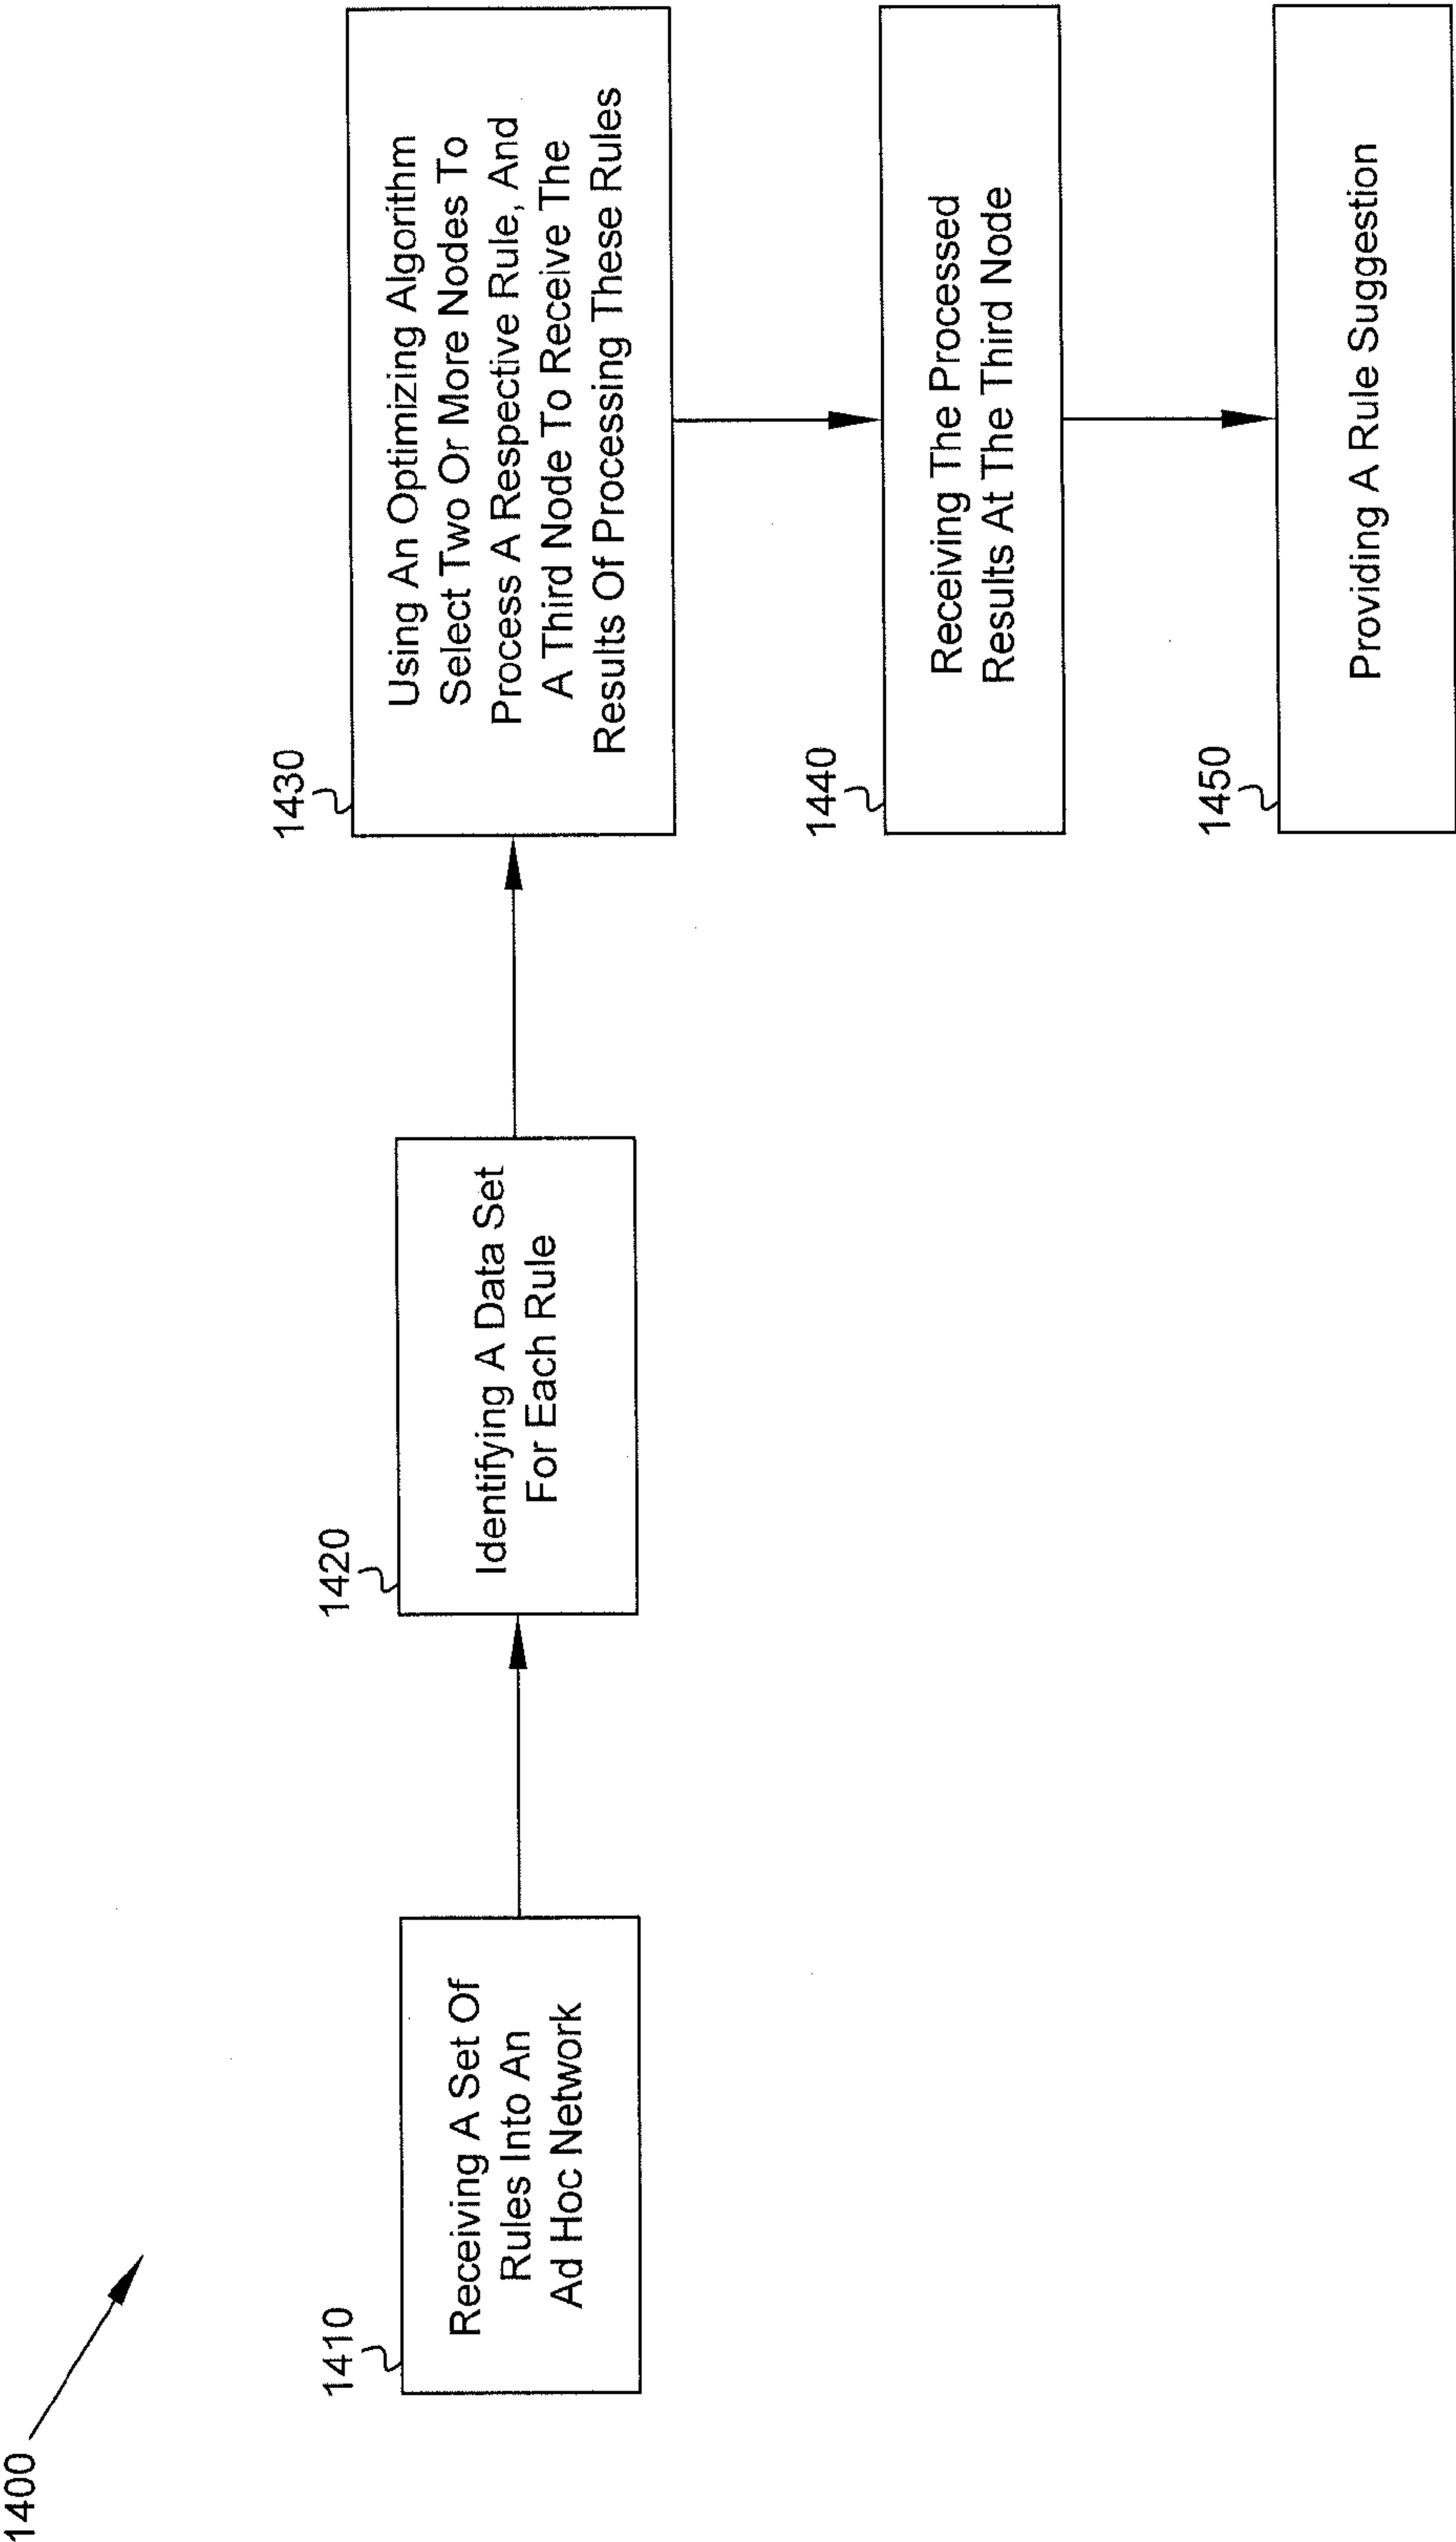 1400
1410
Receiving A Set Of
Rules Into An
Ad Hoc Network
1420
Identifying A Data Set
For Each Rule
1430
Using An Optimizing Algorithm
Select Two Or More Nodes To
Process A Respective Rule, And
A Third Node To Receive The
Results Of Processing These Rules
1440
Receiving The Processed
Results At The Third Node
1450
Providing A Rule Suggestion